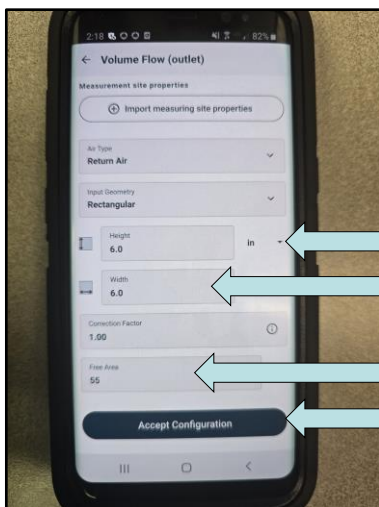 2:18 82%
Volume Flow (outlet)
Measurement site properties
Import measuring site properties
Air Type
Return Air
Input Geometry
Rectangular
Height
6.0 in
Width
6.0
Correction Factor
1.00
Free Area
55
Accept Configuration